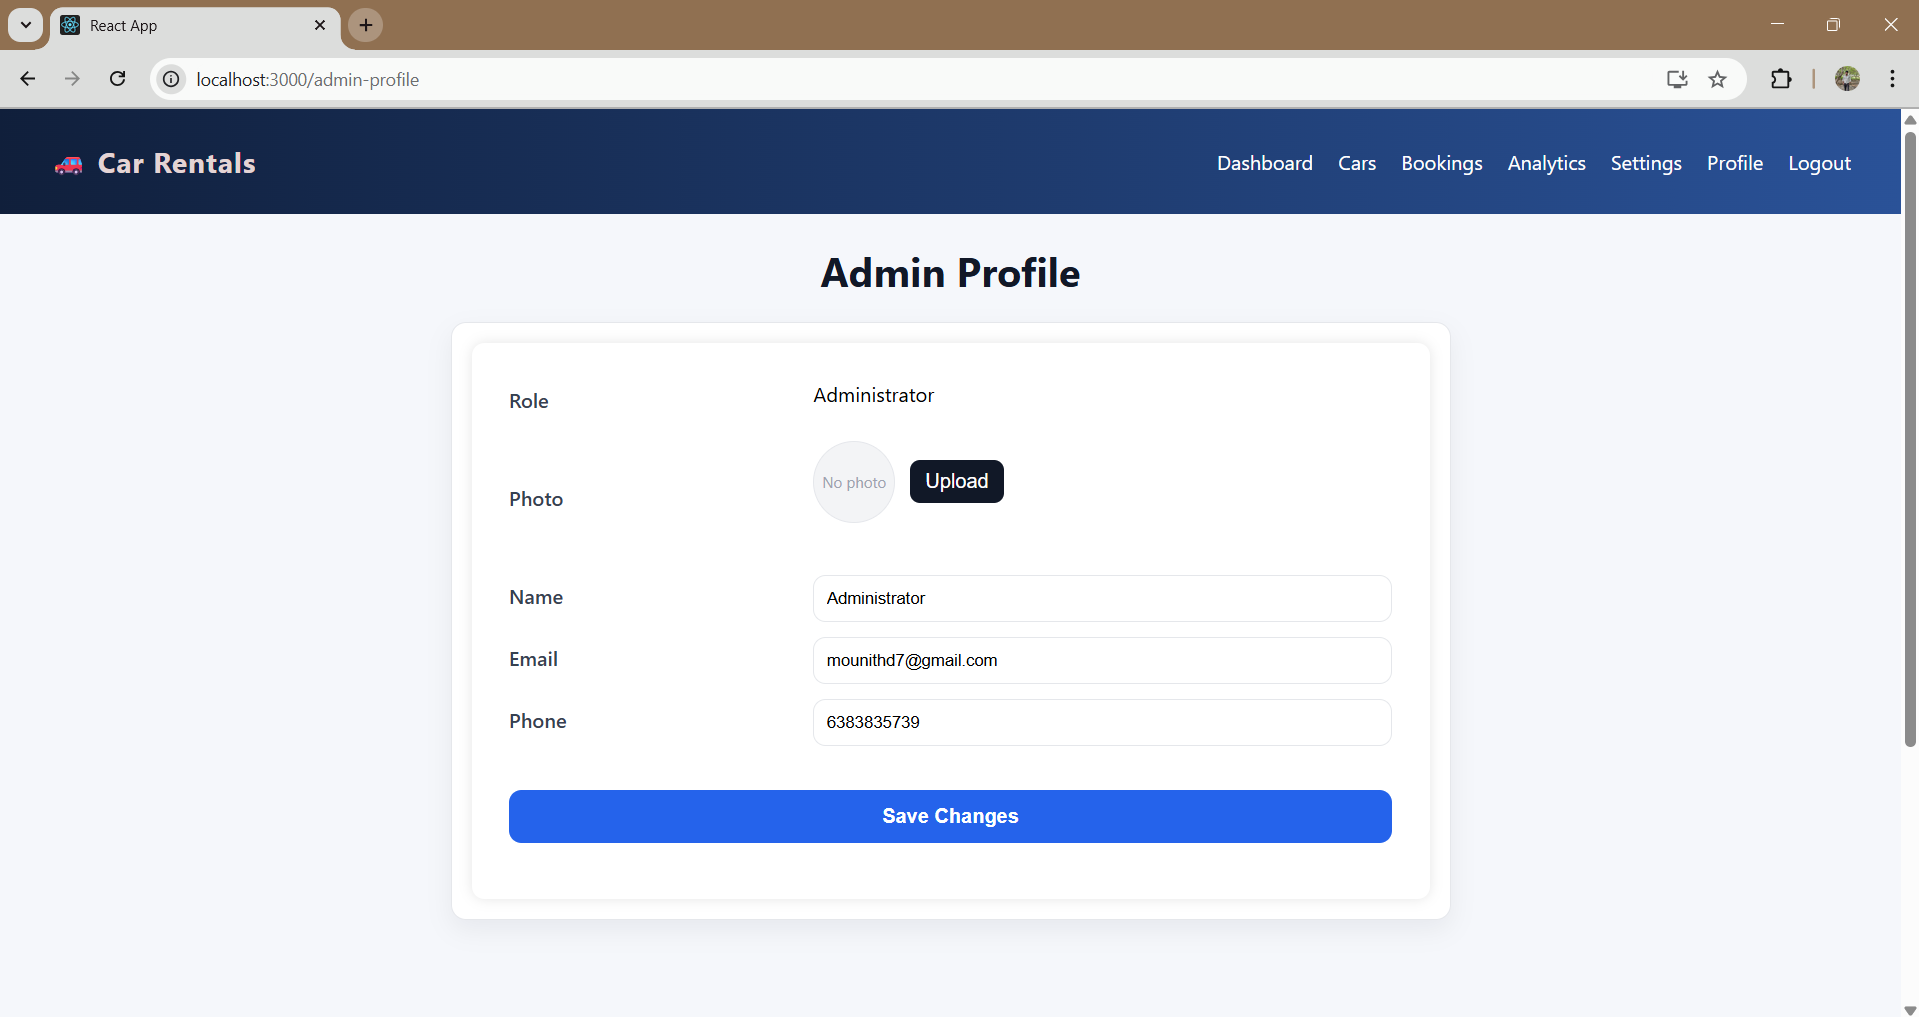 React App
localhost:3000/admin-profile
Car Rentals
Dashboard Cars Bookings Analytics Settings Profile Logout
Admin Profile
Role Administrator
Photo No photo Upload
Name Administrator
Email mounithd7@gmail.com
Phone 6383835739
Save Changes